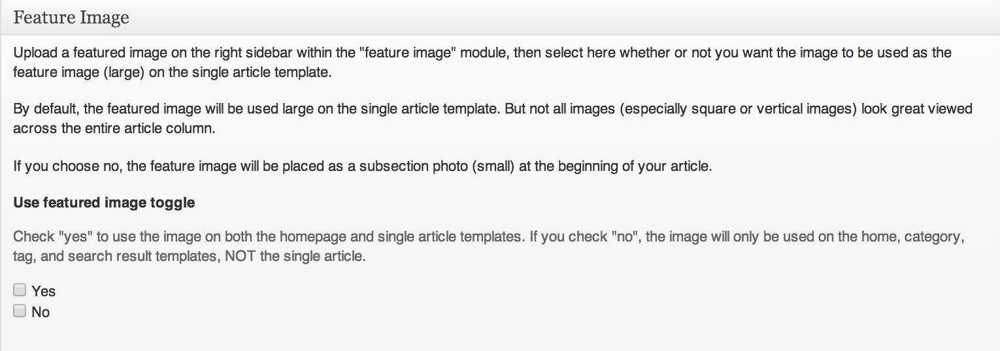 Feature Image
Upload a featured image on the right sidebar within the "feature image" module, then select here whether or not you want the image to be used as the
feature image (large) on the single article template.
By default, the featured image will be used large on the single article template. But not all images (especially square or vertical images) look great viewed
across the entire article column.
If you choose no, the feature image will be placed as a subsection photo (small) at the beginning of your article.
Use featured image toggle
Check "yes" to use the image on both the homepage and single article templates. If you check "no", the image will only be used on the home, category,
tag, and search result templates, NOT the single article.
Yes
No